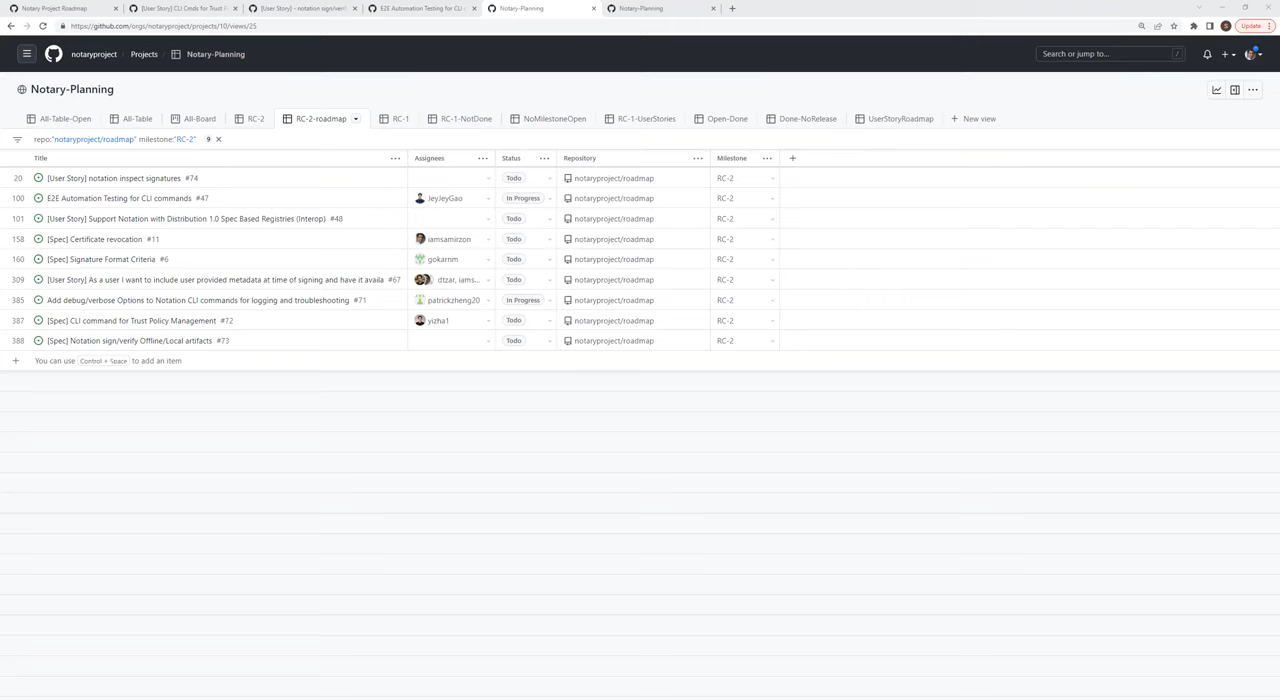 Notary Project Roadmap
[User Story] CLI Cmds for Trust P
[User Story] - notation sign/verif
E2E Automation Testing for CLI c
Notary-Planning
Notary-Planning
https://github.com/orgs/notaryproject/projects/10/views/25
S
Update
notaryproject
Projects
Notary-Planning
Search or jump to...
/
Notary-Planning
All-Table-Open
All-Table
All-Board
RC-2
RC-2-roadmap
RC-1
RC-1-NotDone
NoMilestoneOpen
RC-1-UserStories
Open-Done
Done-NoRelease
UserStoryRoadmap
New view
repo:"notaryproject/roadmap" milestone:"RC-2" 9
Title Assignees Status Repository Milestone
20 [User Story] notation inspect signatures #74 Todo notaryproject/roadmap RC-2
100 E2E Automation Testing for CLI commands #47 JeyJeyGao In Progress notaryproject/roadmap RC-2
101 [User Story] Support Notation with Distribution 1.0 Spec Based Registries (Interop) #48 Todo notaryproject/roadmap RC-2
158 [Spec] Certificate revocation #11 iamsamirzon Todo notaryproject/roadmap RC-2
160 [Spec] Signature Format Criteria #6 gokarnm Todo notaryproject/roadmap RC-2
309 [User Story] As a user I want to include user provided metadata at time of signing and have it availa #67 dtzar, iams... Todo notaryproject/roadmap RC-2
385 Add debug/verbose Options to Notation CLI commands for logging and troubleshooting #71 patrickzheng20 In Progress notaryproject/roadmap RC-2
387 [Spec] CLI command for Trust Policy Management #72 yizha1 Todo notaryproject/roadmap RC-2
388 [Spec] Notation sign/verify Offline/Local artifacts #73 Todo notaryproject/roadmap RC-2
You can use Control + Space to add an item